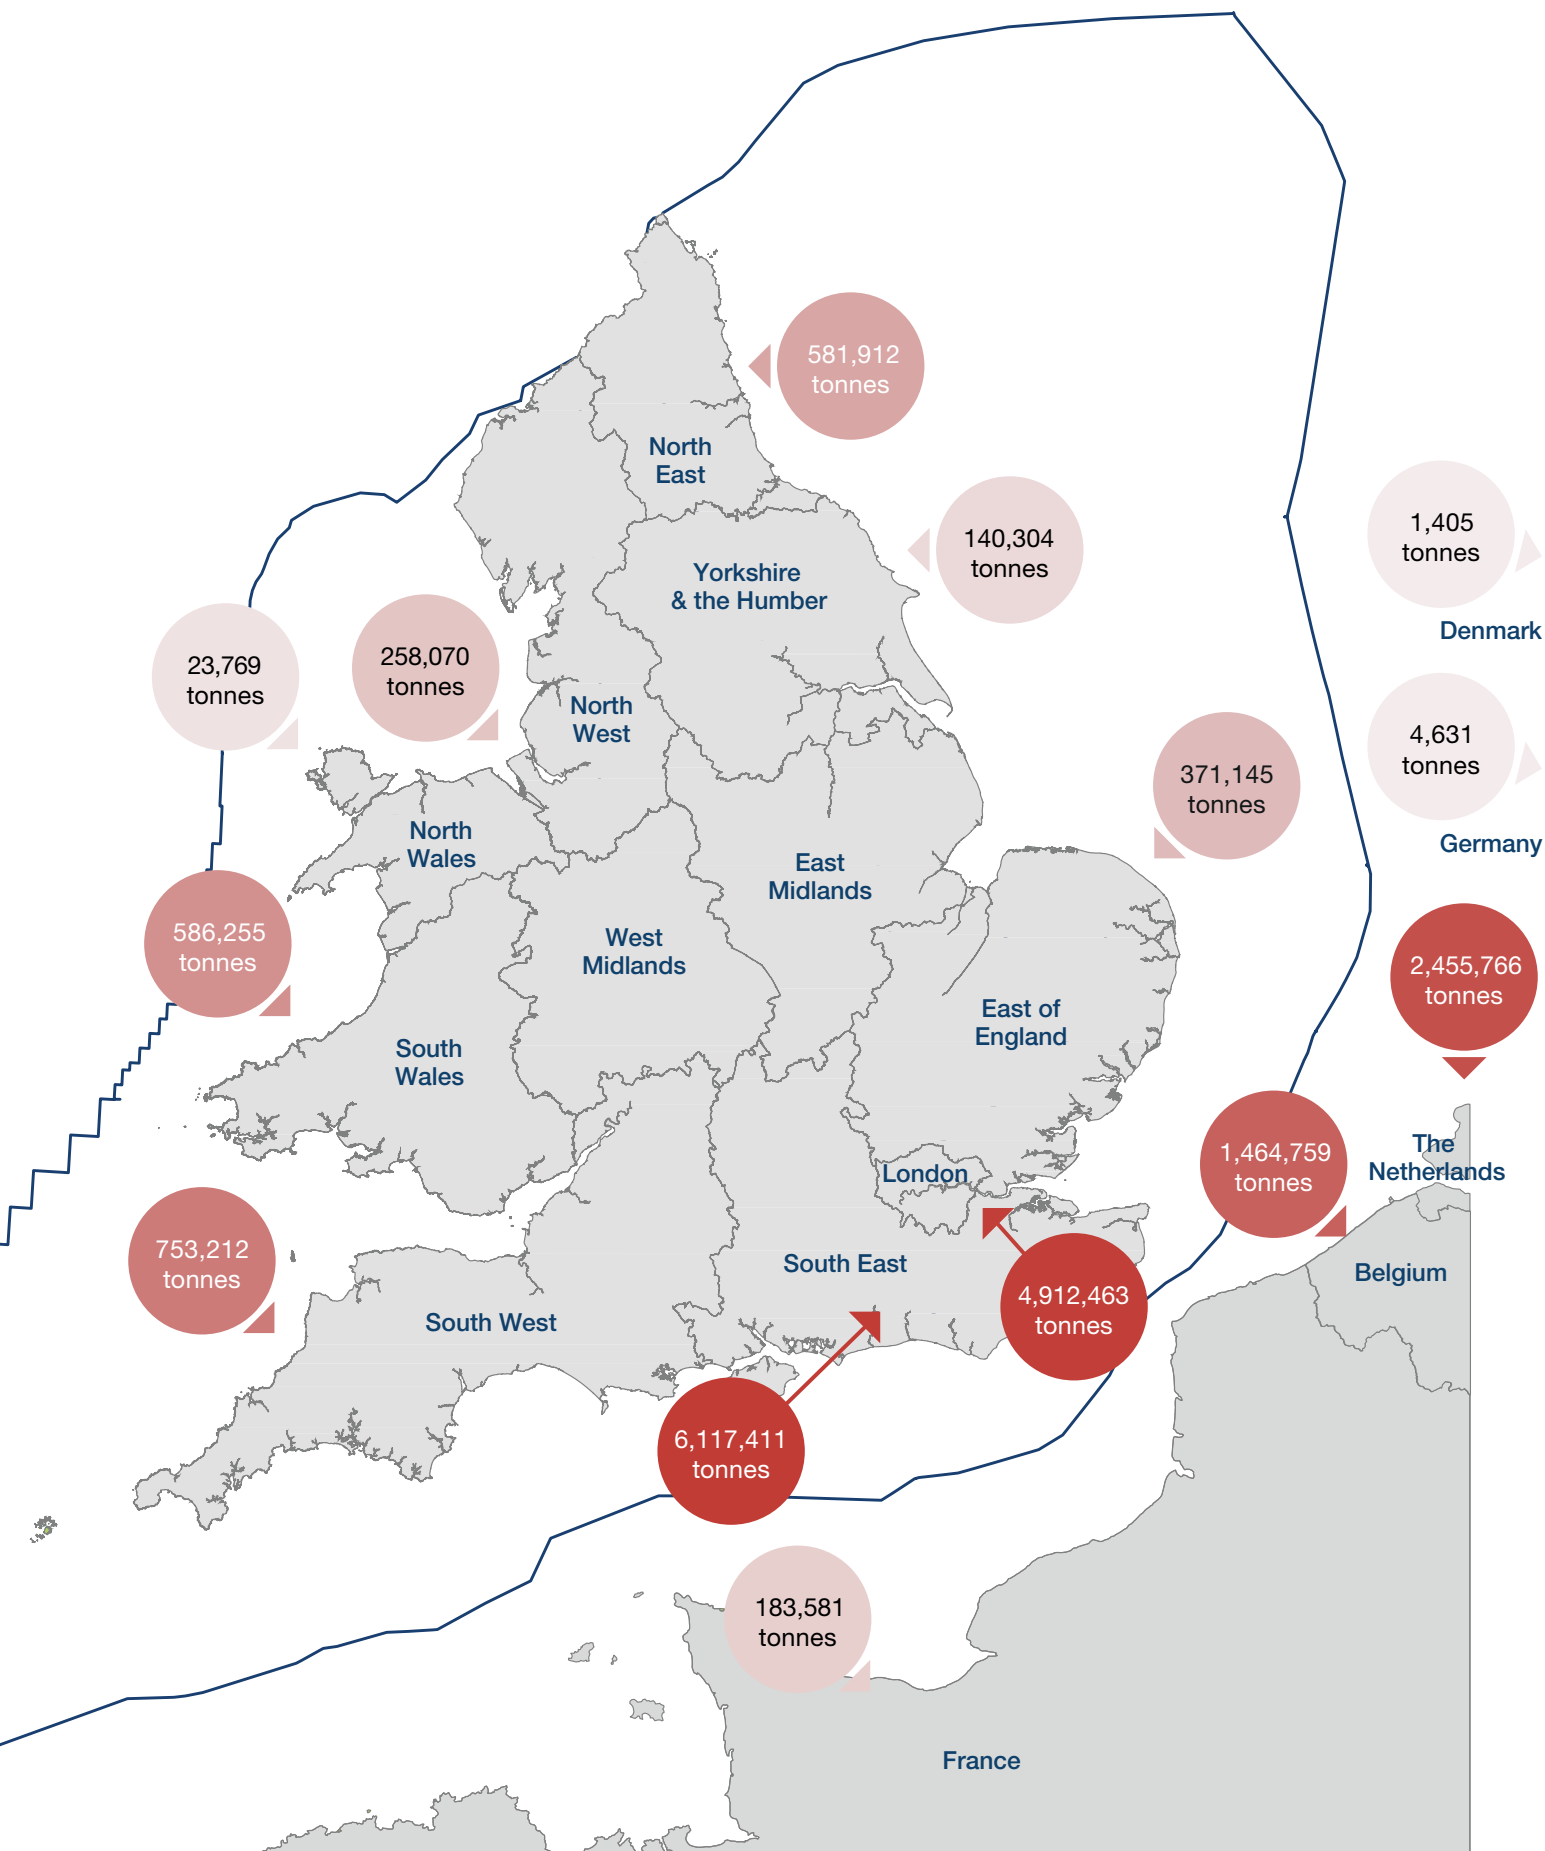 581,912
tonnes
North
East
140,304
tonnes
1,405
tonnes
Yorkshire
& the Humber
Denmark
23,769
tonnes
258,070
tonnes
North
West
4,631
tonnes
371,145
tonnes
North
Wales
Germany
East
Midlands
586,255
tonnes
West
Midlands
2,455,766
tonnes
East of
England
South
Wales
London
1,464,759
tonnes
The
Netherlands
753,212
tonnes
South East
Belgium
4,912,463
tonnes
South West
6,117,411
tonnes
183,581
tonnes
France